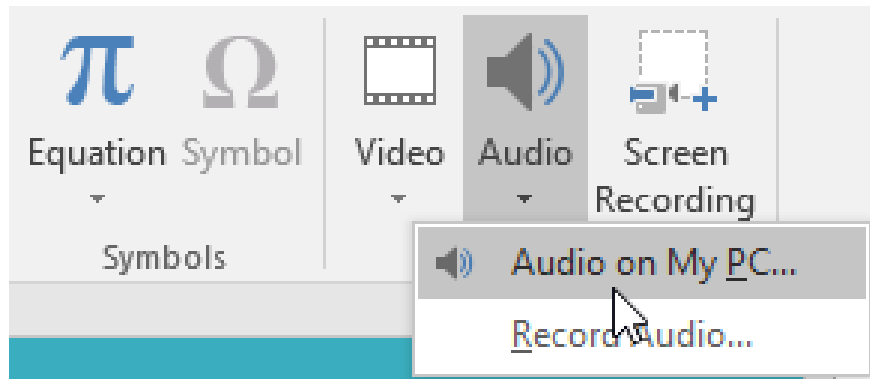 π Ω
Equation Symbol Video Audio Screen
Recording
Symbols
Audio on My PC...
Record Audio...